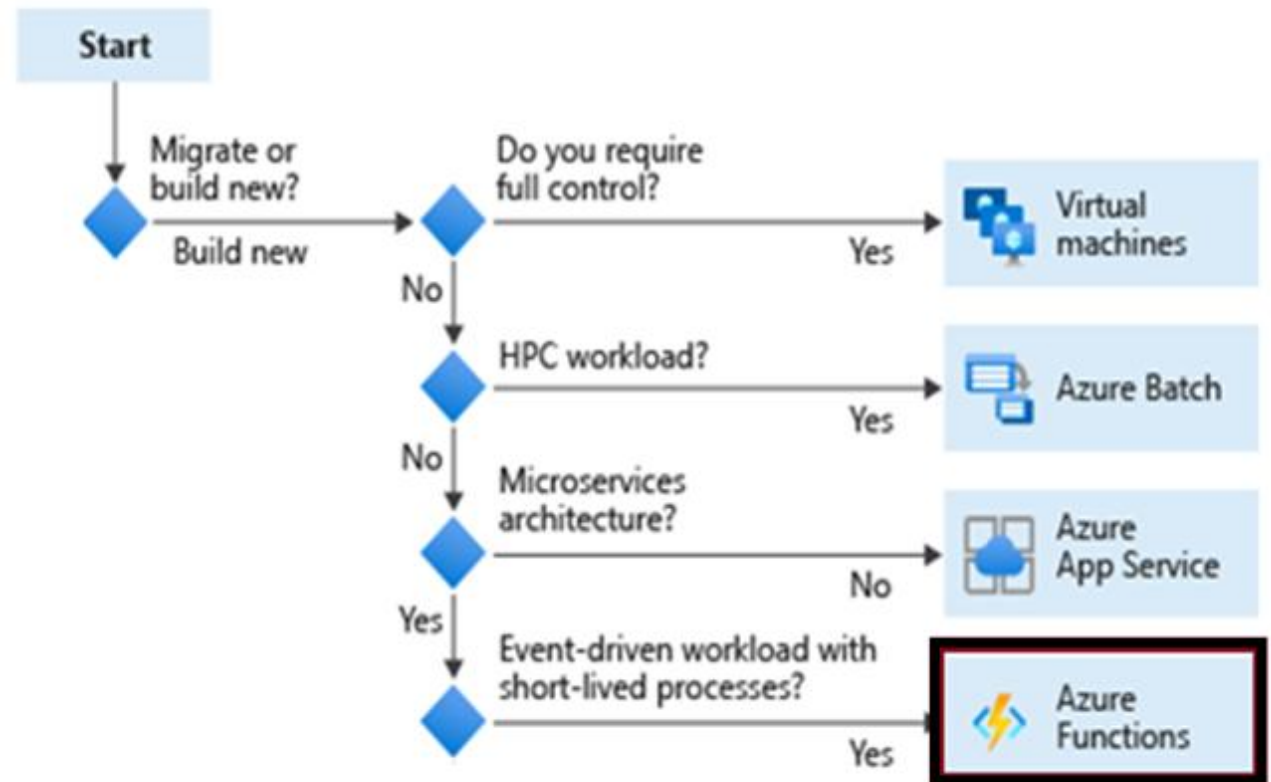 Start
Migrate or
build new?
Build new
Do you require
full control?
Yes
Virtual
machines
No
HPC workload?
Yes
Azure Batch
No
Microservices
architecture?
No
Azure
App Service
Yes
Event-driven workload with
short-lived processes?
Yes
Azure
Functions